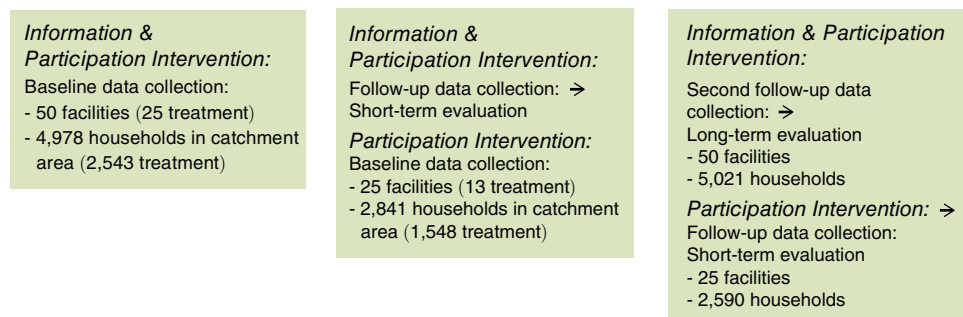 Information &
Participation Intervention:
Baseline data collection:
- 50 facilities (25 treatment)
- 4,978 households in catchment
area (2,543 treatment)
Information &
Participation Intervention:
Follow-up data collection: →
Short-term evaluation
Participation Intervention:
Baseline data collection:
- 25 facilities (13 treatment)
- 2,841 households in catchment
area (1,548 treatment)
Information & Participation
Intervention:
Second follow-up data
collection: →
Long-term evaluation
- 50 facilities
- 5,021 households
Participation Intervention: →
Follow-up data collection:
Short-term evaluation
- 25 facilities
- 2,590 households